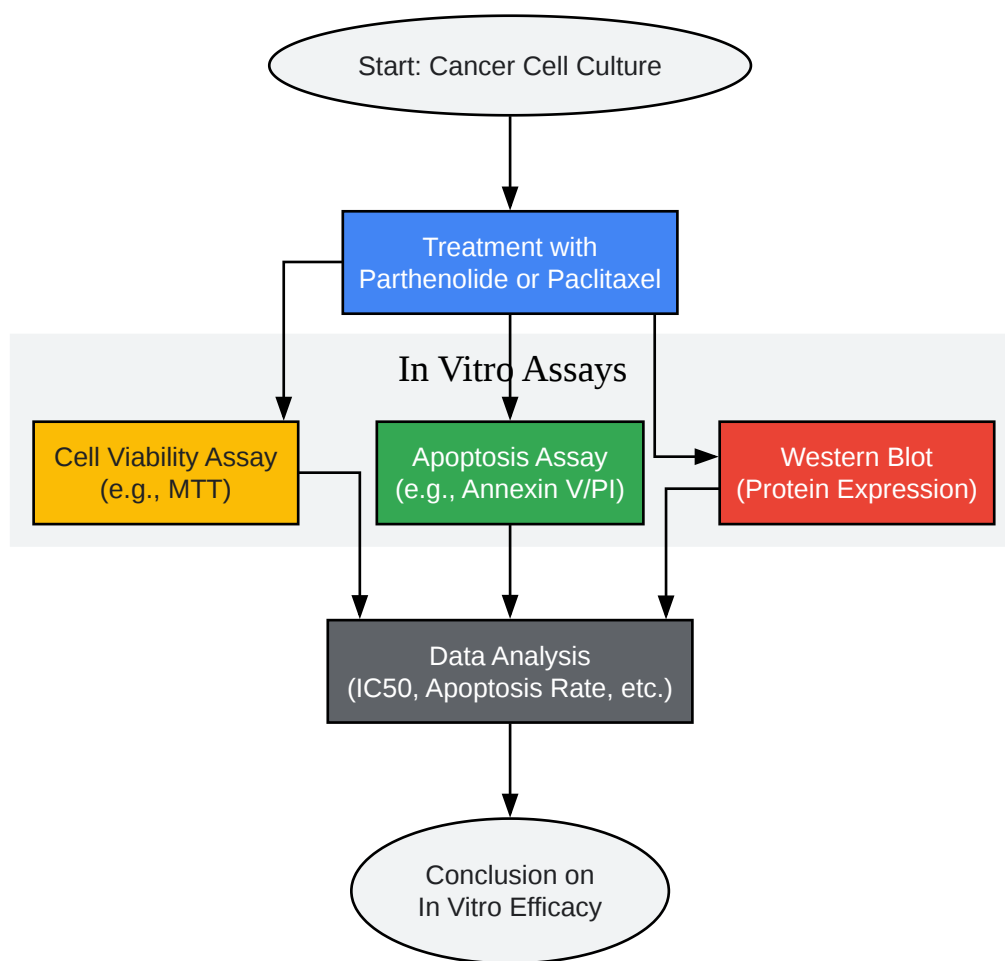 Start: Cancer Cell Culture
Treatment with
Parthenolide or Paclitaxel
In Vitro Assays
Cell Viability Assay
(e.g., MTT)
Apoptosis Assay
(e.g., Annexin V/PI)
Western Blot
(Protein Expression)
Data Analysis
(IC50, Apoptosis Rate, etc.)
Conclusion on
In Vitro Efficacy